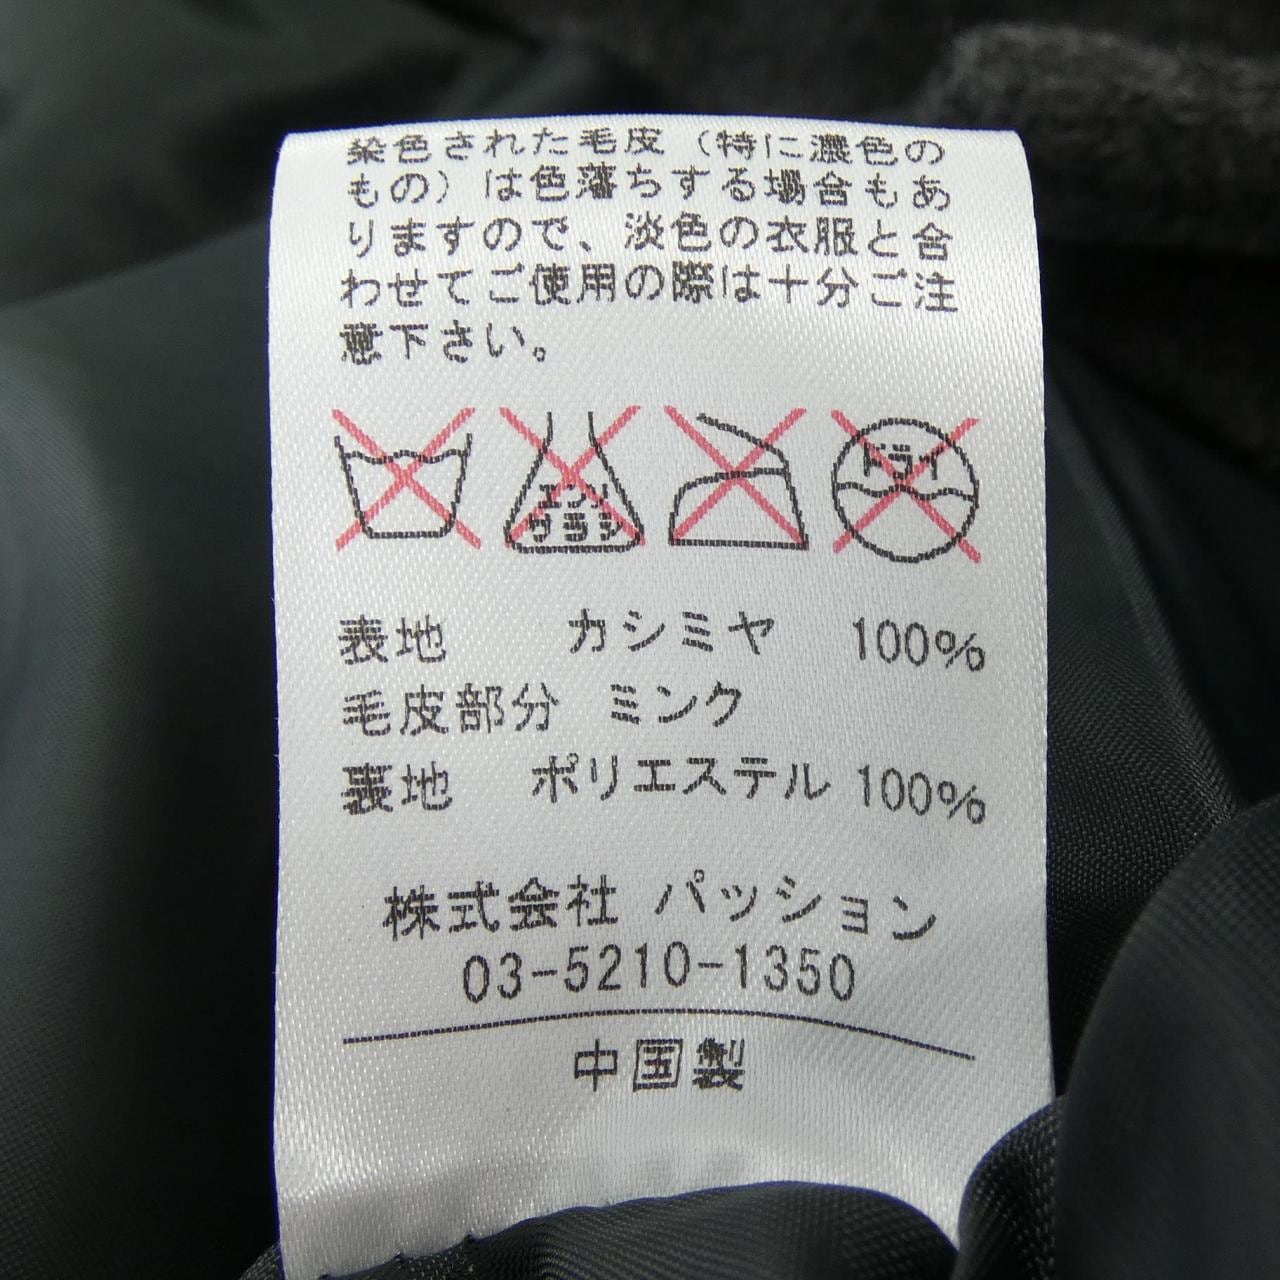 染色された毛皮（特に濃色の
もの）は色落ちする場合もあ
りますので、淡色の衣服と合
わせてご使用の際は十分ご注
意下さい。
エンソ
サラシ
ドライ
表地 カシミヤ 100%
毛皮部分 ミンク
裏地 ポリエステル 100%
株式会社 パッション
03-5210-1350
中国製